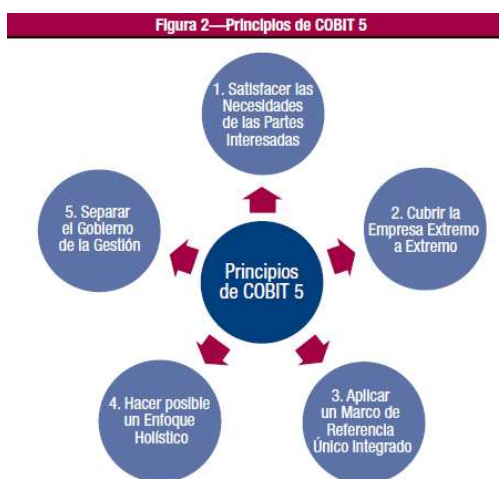 Figura 2—Principios de COBIT 5
1. Satisfacer las
Necesidades
de las Partes
Interesadas
2. Cubrir la
Empresa Extremo
a Extremo
3. Aplicar
un Marco de
Referencia
Único Integrado
4. Hacer posible
un Enfoque
Holístico
5. Separar
el Gobierno
de la Gestión
Principios
de COBIT 5